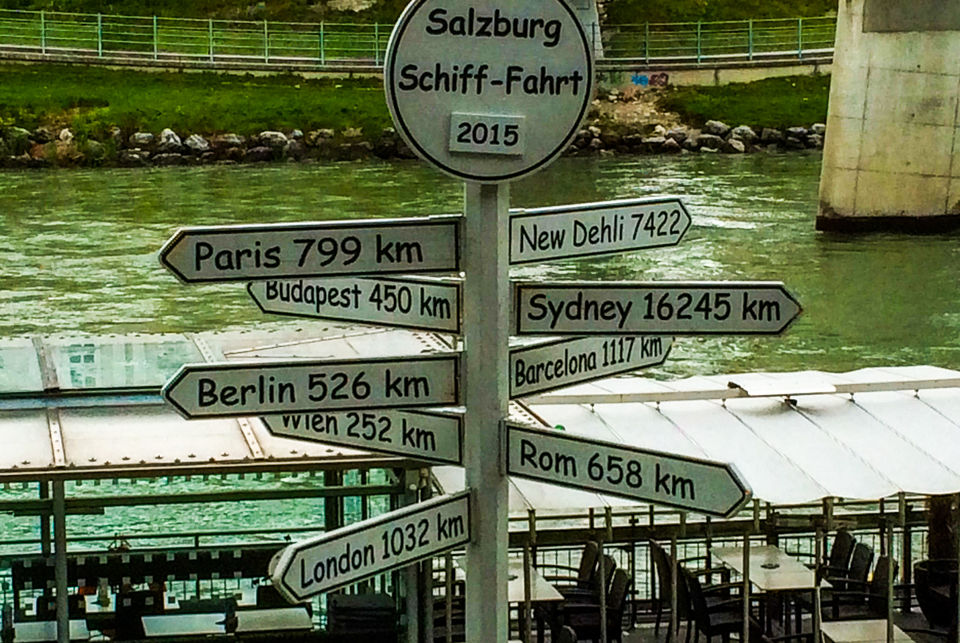 Salzburg
Schiff-Fahrt
2015
Paris 799 km
New Dehli 7422
Budapest 450 km
Sydney 16245 km
Berlin 526 km
Barcelona 1117 km
Wien 252 km
Rom 658 km
London 1032 km